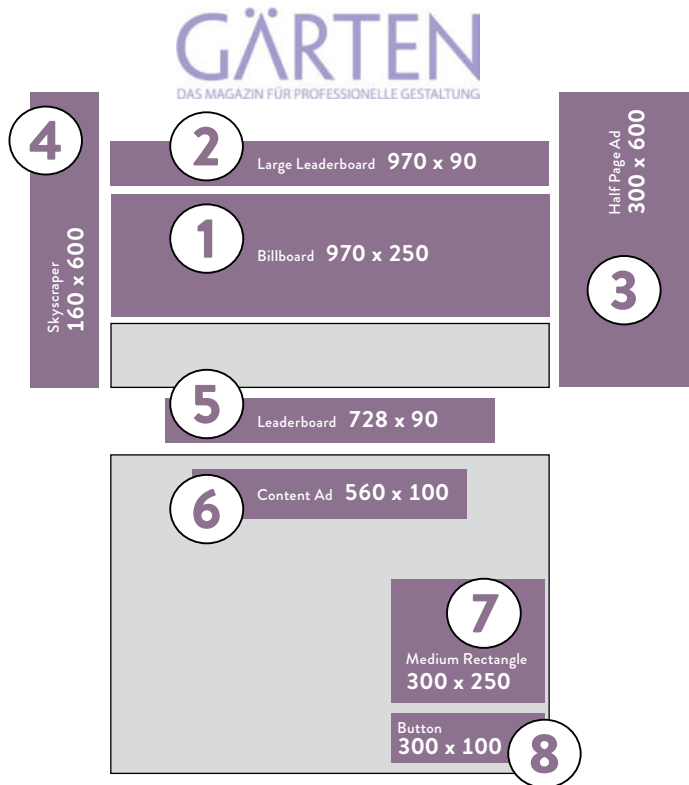 GÄRTEN
DAS MAGAZIN FÜR PROFESSIONELLE GESTALTUNG
4
Skyscraper
160 x 600
2
Large Leaderboard 970 x 90
1
Billboard 970 x 250
Half Page Ad
300 x 600
3
5
Leaderboard 728 x 90
6
Content Ad 560 x 100
7
Medium Rectangle
300 x 250
Button
300 x 100
8